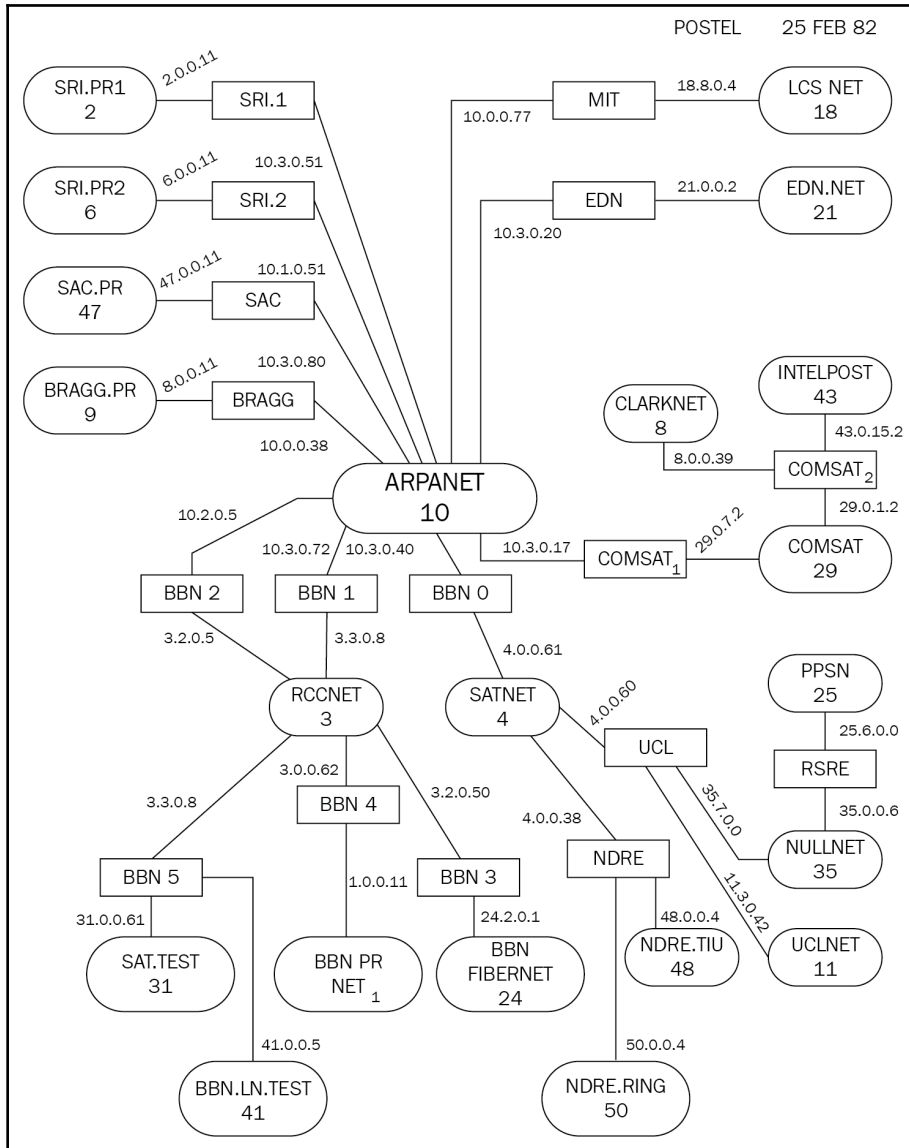 POSTEL 25 FEB 82
SRI.PR1
2
2.0.0.11
SRI.1
10.3.0.51
SRI.PR2
6
6.0.0.11
SRI.2
10.1.0.51
SAC.PR
47
47.0.0.11
SAC
10.3.0.80
BRAGG.PR
9
8.0.0.11
BRAGG
10.0.0.38
MIT
10.0.0.77
18.8.0.4
LCS NET
18
EDN
10.3.0.20
21.0.0.2
EDN.NET
21
INTELPOST
43
43.0.15.2
CLARKNET
8
8.0.0.39
COMSAT2
29.0.1.2
ARPANET
10
10.3.0.17
COMSAT1
29.0.7.2
COMSAT
29
10.2.0.5
10.3.0.72
10.3.0.40
BBN 2
BBN 1
BBN 0
3.2.0.5
3.3.0.8
4.0.0.61
RCCNET
3
SATNET
4
4.0.0.60
UCL
PPSN
25
25.6.0.0
RSRE
35.0.0.6
35.7.0.0
NULLNET
35
3.3.0.8
3.0.0.62
3.2.0.50
4.0.0.38
BBN 4
NDRE
BBN 5
1.0.0.11
BBN 3
11.3.0.42
31.0.0.61
24.2.0.1
48.0.0.4
SAT.TEST
31
BBN PR
NET 1
BBN
FIBERNET
24
NDRE.TIU
48
UCLNET
11
41.0.0.5
50.0.0.4
BBN.LN.TEST
41
NDRE.RING
50